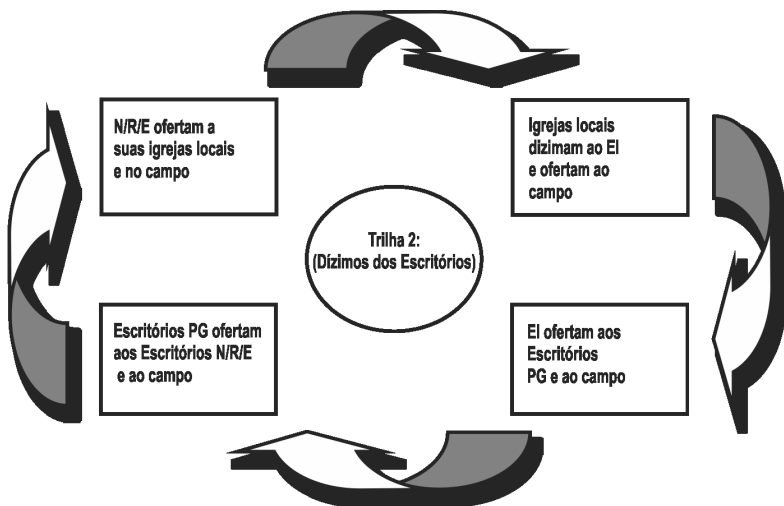 N/R/E ofertam a
suas igrejas locais
e no campo
Igrejas locais
dizimam ao EI
e ofertam ao
campo
Trilha 2:
(Dízimos dos Escritórios)
Escritórios PG ofertam
aos Escritórios N/R/E
e ao campo
EI ofertam aos
Escritórios
PG e ao campo